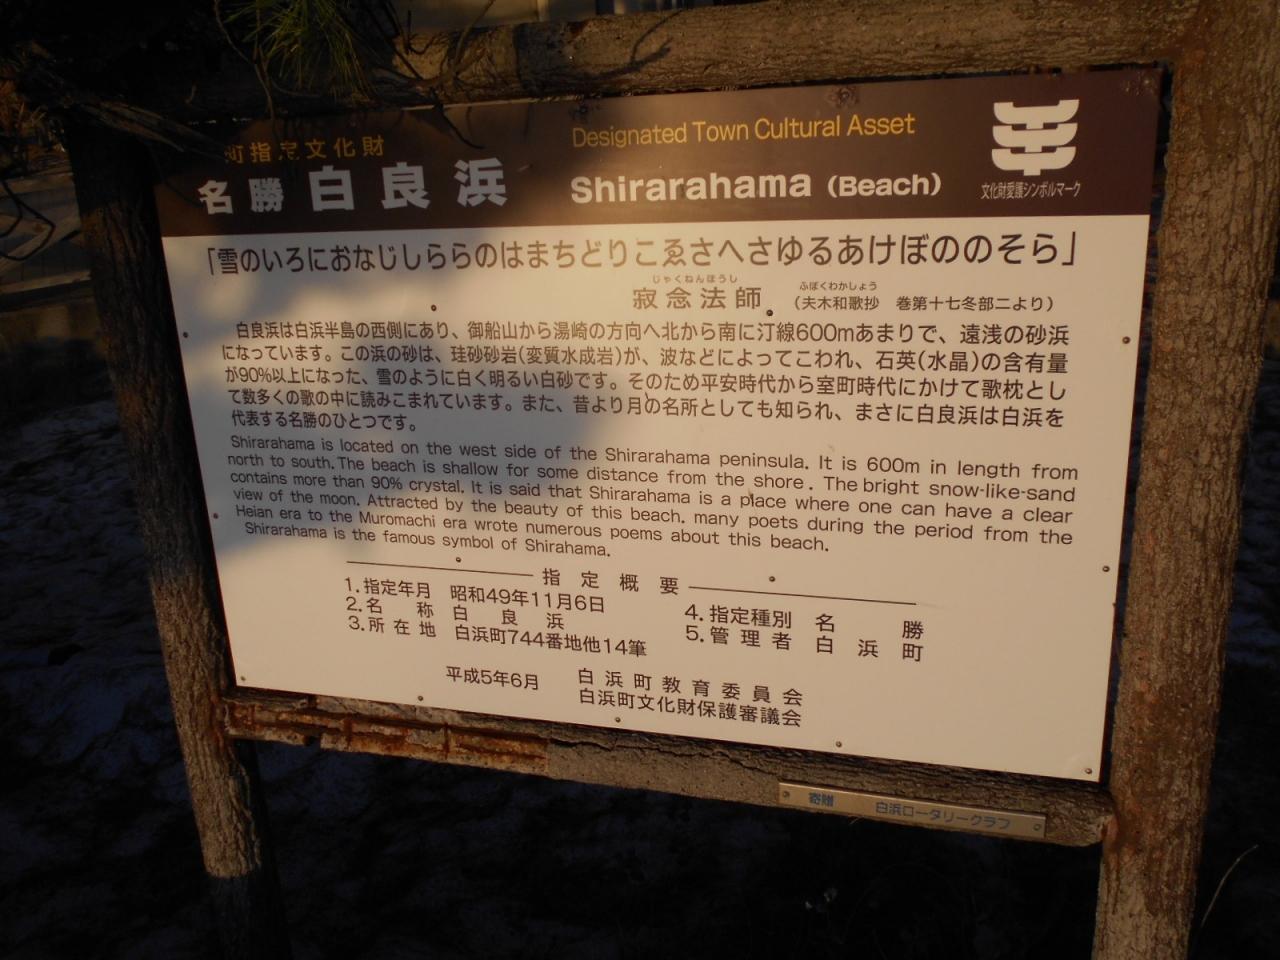 町指定文化財
Designated Town Cultural Asset
名勝 白良浜
Shirarahama (Beach)
文化財愛護シンボルマーク
「雪のいろにおなじしららのはまちどりこゑさへさゆるあけぼののそら」
じゃくねんほうし
ふぼくわかしょう
寂念法師 (夫木和歌抄 巻第十七冬部二より)
白良浜は白浜半島の西側にあり、御船山から湯崎の方向へ北から南に汀線600mあまりで、遠浅の砂浜
になっています。この浜の砂は、珪砂砂岩(変質水成岩)が、波などによってこわれ、石英(水晶)の含有量
が90%以上になった、雪のように白く明るい白砂です。そのため平安時代から室町時代にかけて歌枕とし
て数多くの歌の中に読みこまれています。また、昔より月の名所としても知られ、まさに白良浜は白浜を
代表する名勝のひとつです。
Shirarahama is located on the west side of the Shirarahama peninsula. It is 600m in length from
north to south. The beach is shallow for some distance from the shore. The bright snow-like-sand
contains more than 90% crystal. It is said that Shirarahama is a place where one can have a clear
view of the moon. Attracted by the beauty of this beach. many poets during the period from the
Heian era to the Muromachi era wrote numerous poems about this beach.
Shirarahama is the famous symbol of Shirahama.
指定概要
1. 指定年月 昭和49年11月6日
2. 名称 白良浜
3. 所在地 白浜町744番地他14筆
4. 指定種別 名勝
5. 管理者 白浜町
平成5年6月 白浜町教育委員会
白浜町文化財保護審議会
寄贈 白浜ロータリークラブ